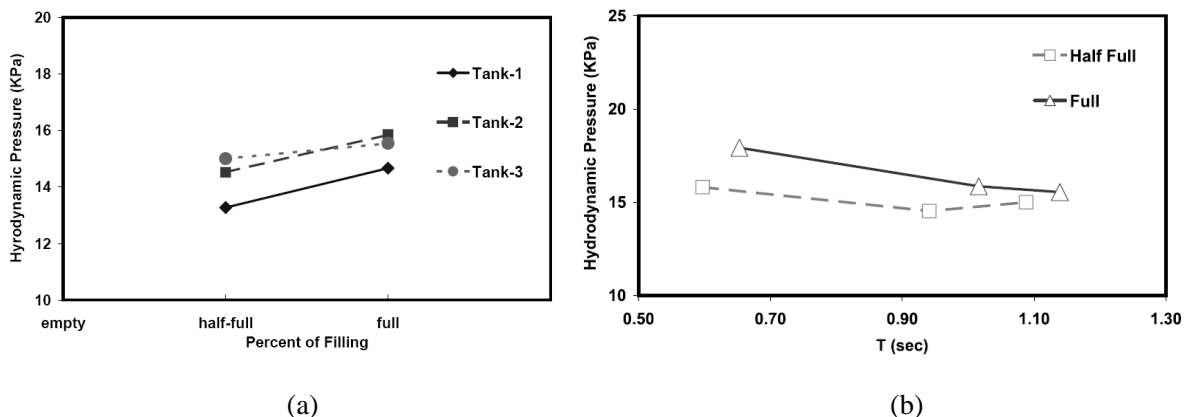 20
18
16
14
12
10
Hyrodynamic Pressure (KPa)
Tank-1
Tank-2
Tank-3
empty
half-full
full
Percent of Filling
(a)
25
20
15
10
Hydrodynamic Pressure (KPa)
Half Full
Full
0.50
0.70
0.90
1.10
1.30
T (sec)
(b)